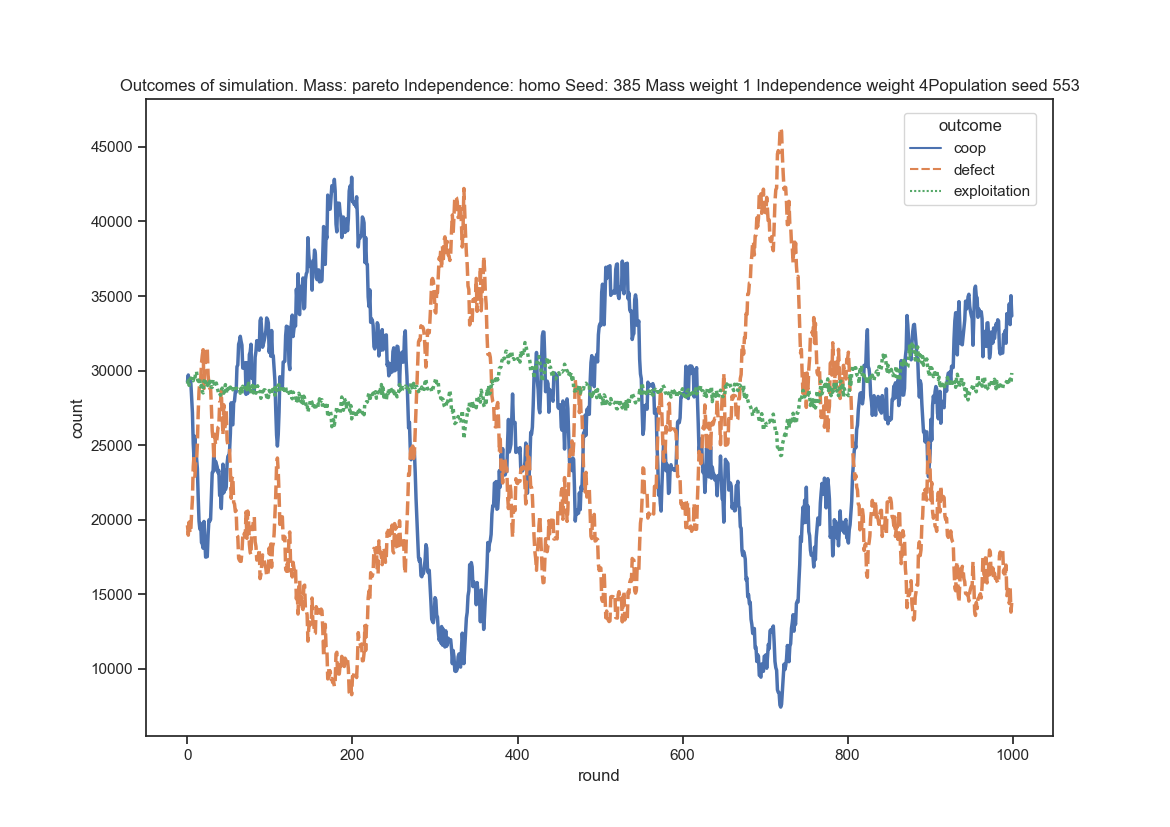 Outcomes of simulation. Mass: pareto Independence: homo Seed: 385 Mass weight 1 Independence weight 4Population seed 553
outcome
coop
defect
exploitation
45000
40000
35000
30000
25000
20000
15000
10000
count
0
200
400
600
800
1000
round